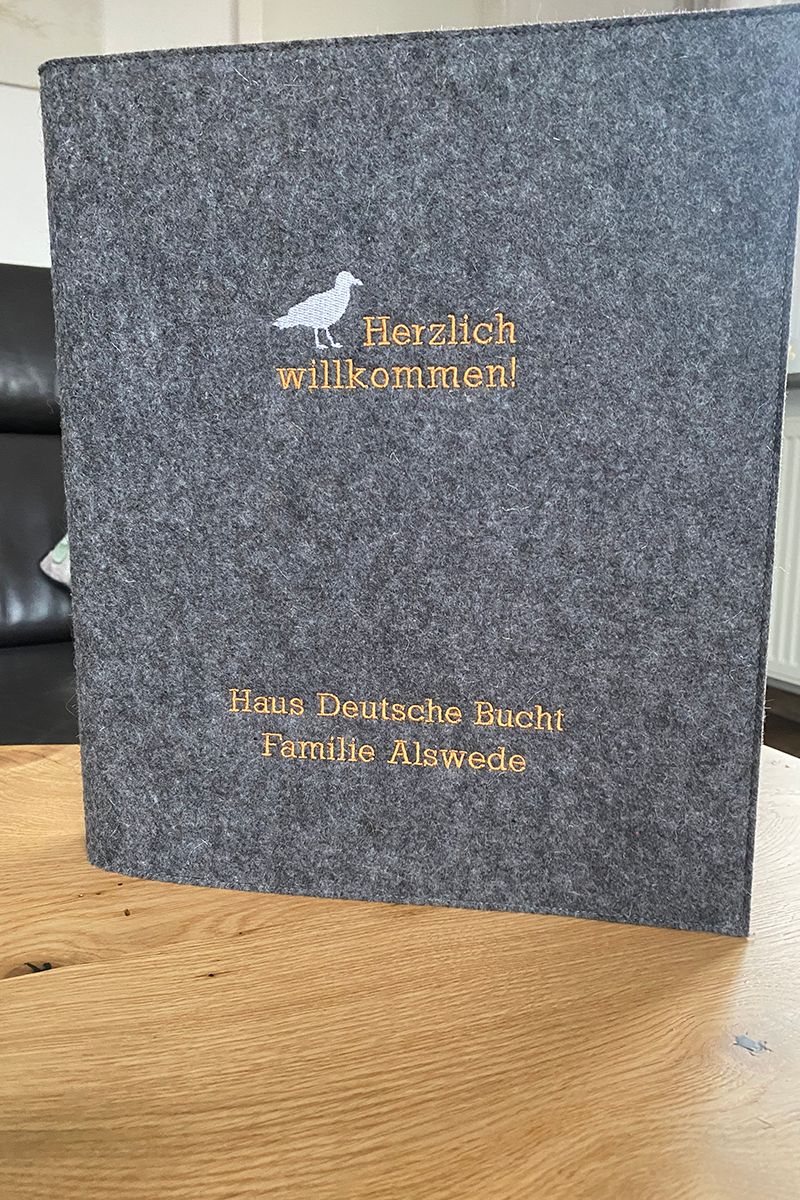 Herzlich
willkommen!
Haus Deutsche Bucht
Familie Alswede